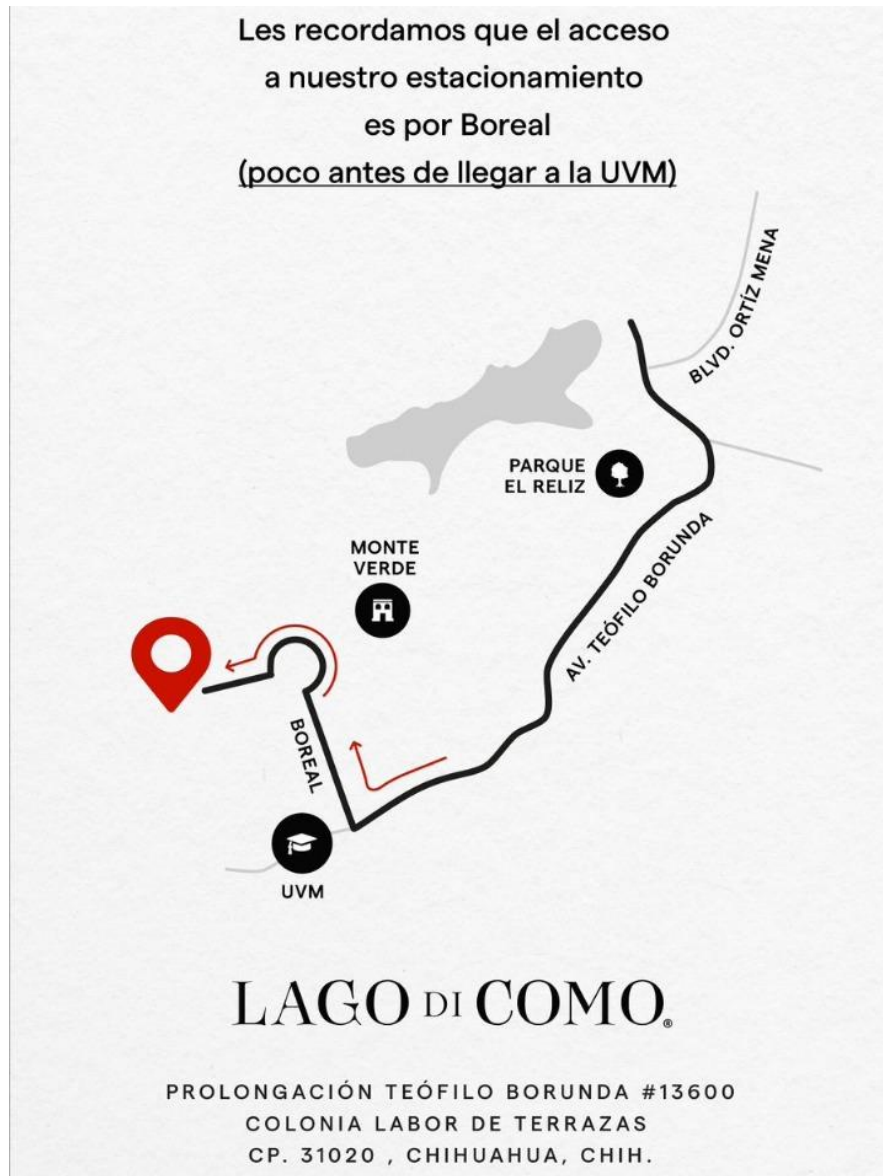 Les recordamos que el acceso
a nuestro estacionamiento
es por Boreal
(poco antes de llegar a la UVM)
BLVD. ORTÍZ MENA
PARQUE
EL RELIZ
AV. TEÓFILO BORUNDA
MONTE
VERDE
BOREAL
UVM
LAGO DI COMO®
PROLONGACIÓN TEÓFILO BORUNDA #13600
COLONIA LABOR DE TERRAZAS
CP. 31020 , CHIHUAHUA, CHIH.